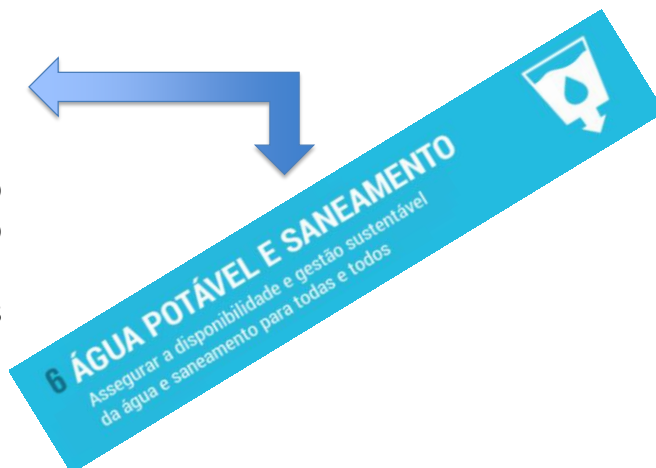 6 ÁGUA POTÁVEL E SANEAMENTO
Assegurar a disponibilidade e gestão sustentável
da água e saneamento para todas e todos